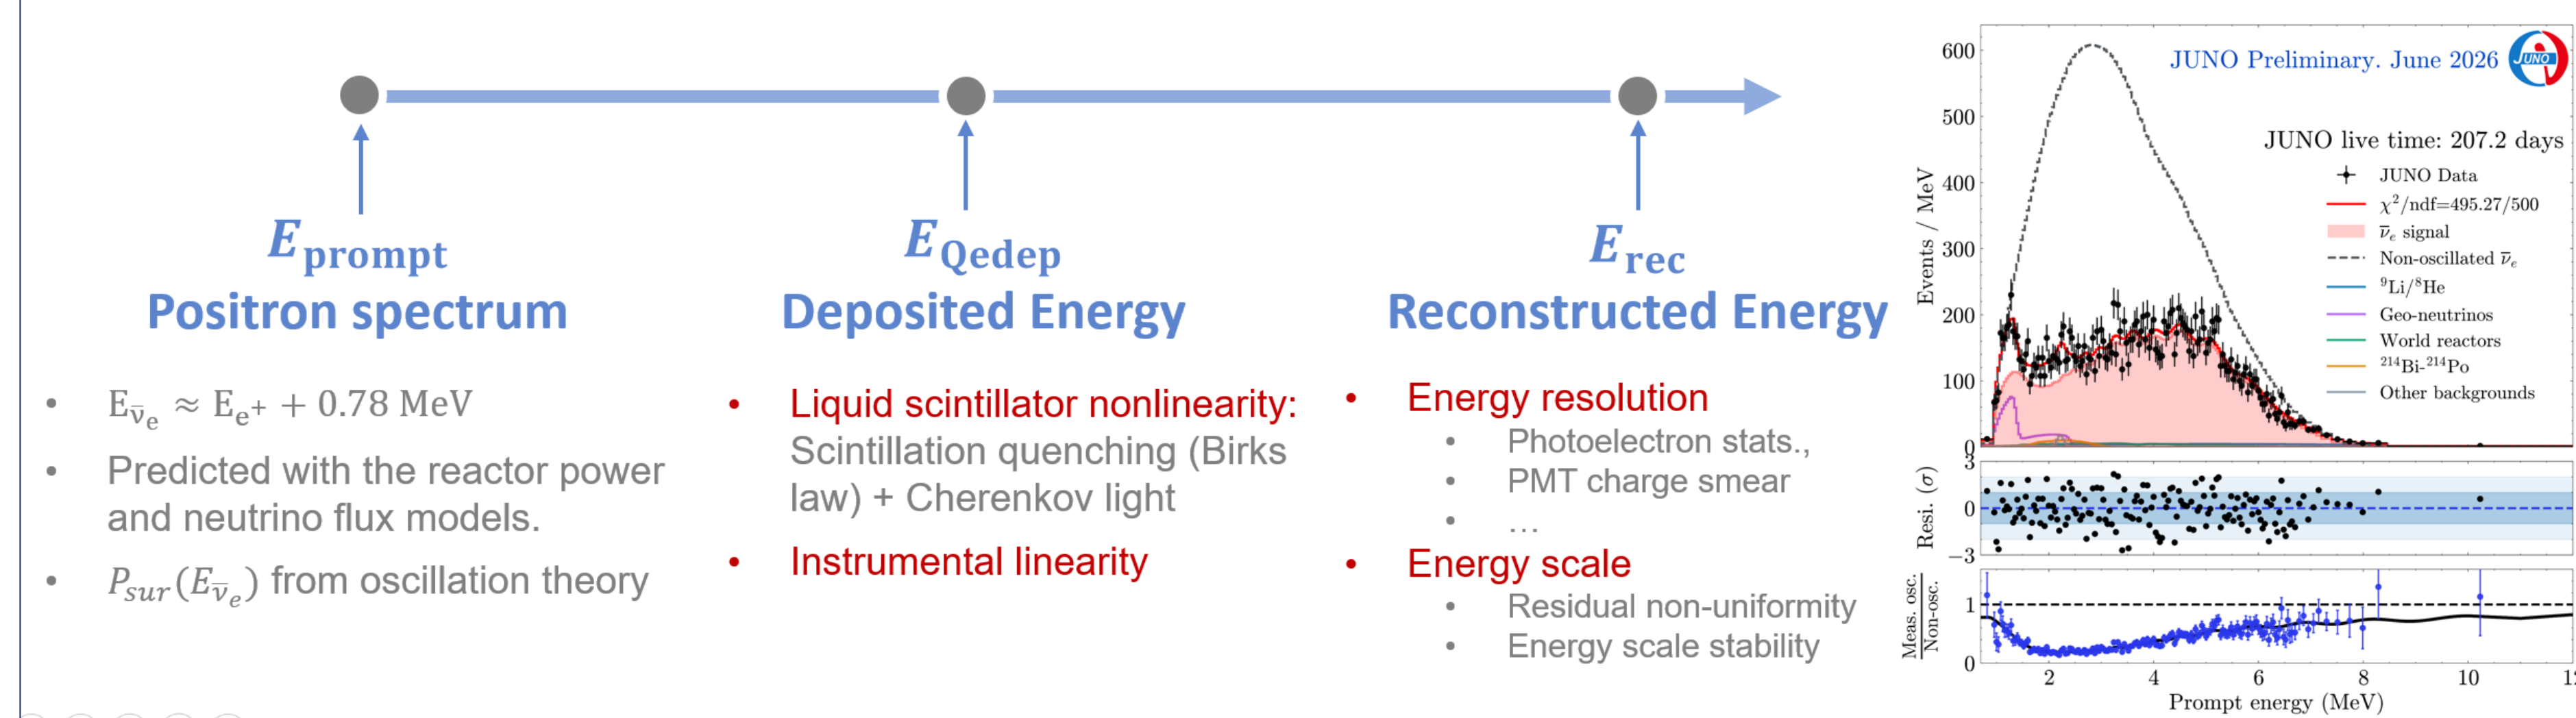 E_prompt
Positron spectrum
• E_ν̅e ≈ E_e⁺ + 0.78 MeV
• Predicted with the reactor power
and neutrino flux models.
• P_sur(E_ν̅e) from oscillation theory
E_Qedep
Deposited Energy
• Liquid scintillator nonlinearity:
Scintillation quenching (Birks
law) + Cherenkov light
• Instrumental linearity
E_rec
Reconstructed Energy
• Energy resolution
• Photoelectron stats.,
• PMT charge smear
• …
• Energy scale
• Residual non-uniformity
• Energy scale stability
JUNO Preliminary. June 2026
JUNO
JUNO live time: 207.2 days
JUNO Data
χ²/ndf=495.27/500
ν̅e signal
Non-oscillated ν̅e
⁹Li/⁸He
Geo-neutrinos
World reactors
²¹⁴Bi-²¹⁴Po
Other backgrounds
Events / MeV
600
500
400
300
200
100
0
Resi. (σ)
3
0
−3
Meas. osc.
Non-osc.
1
0
2 4 6 8 10
Prompt energy (MeV)